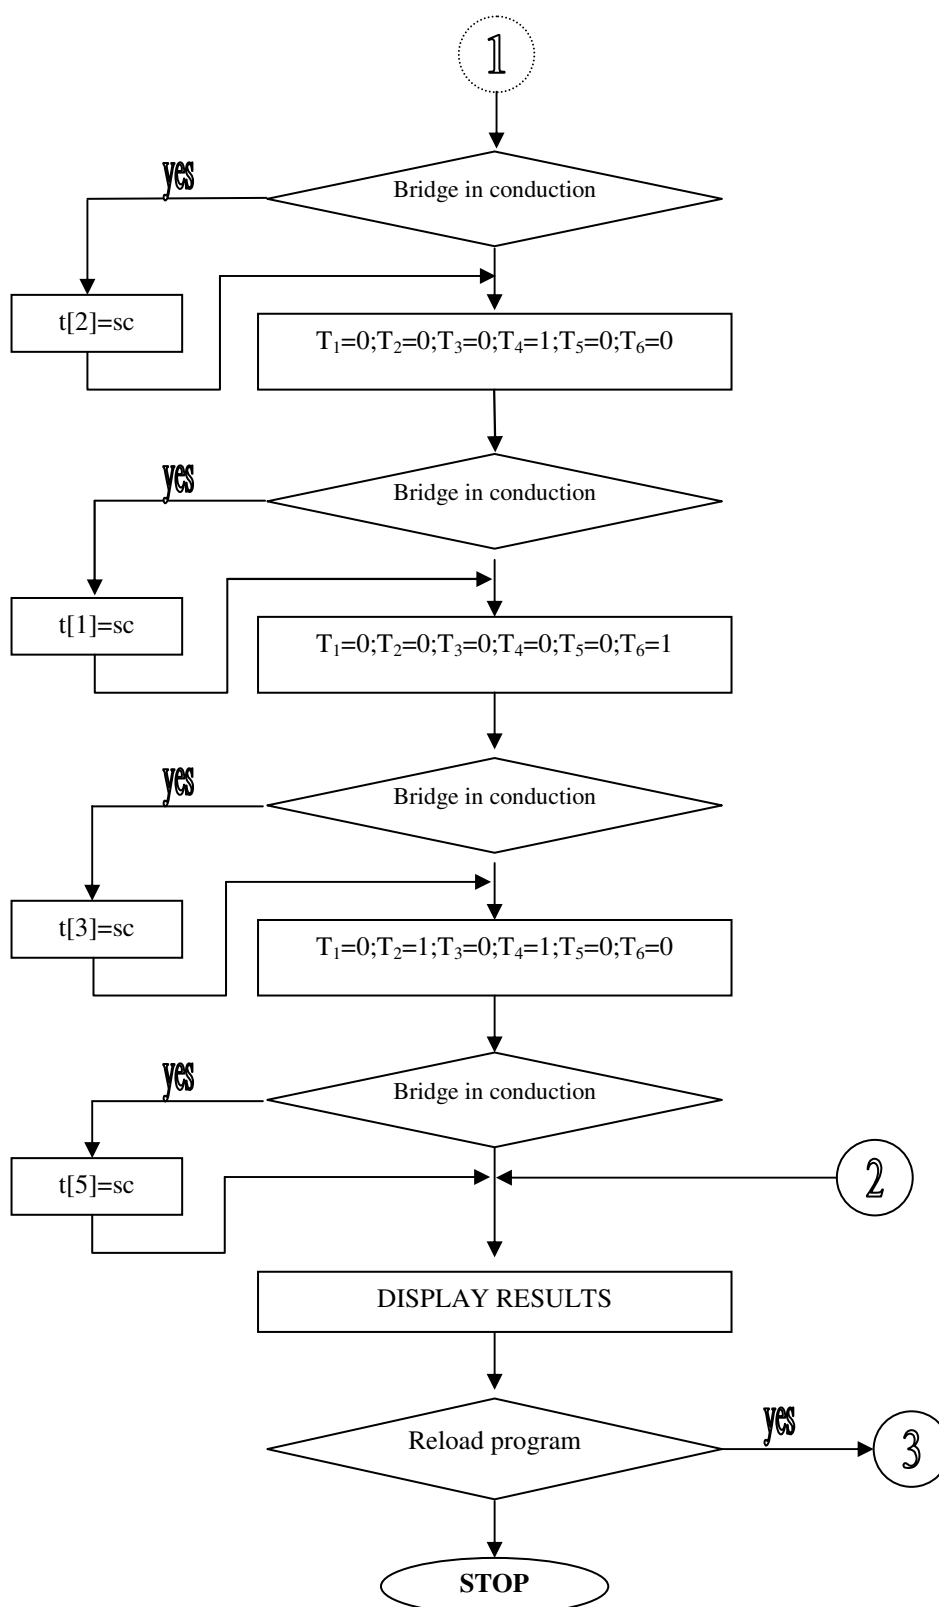 1
yes
Bridge in conduction
t[2]=sc
T₁=0;T₂=0;T₃=0;T₄=1;T₅=0;T₆=0
yes
Bridge in conduction
t[1]=sc
T₁=0;T₂=0;T₃=0;T₄=0;T₅=0;T₆=1
yes
Bridge in conduction
t[3]=sc
T₁=0;T₂=1;T₃=0;T₄=1;T₅=0;T₆=0
yes
Bridge in conduction
t[5]=sc
2
DISPLAY RESULTS
Reload program
yes
3
STOP